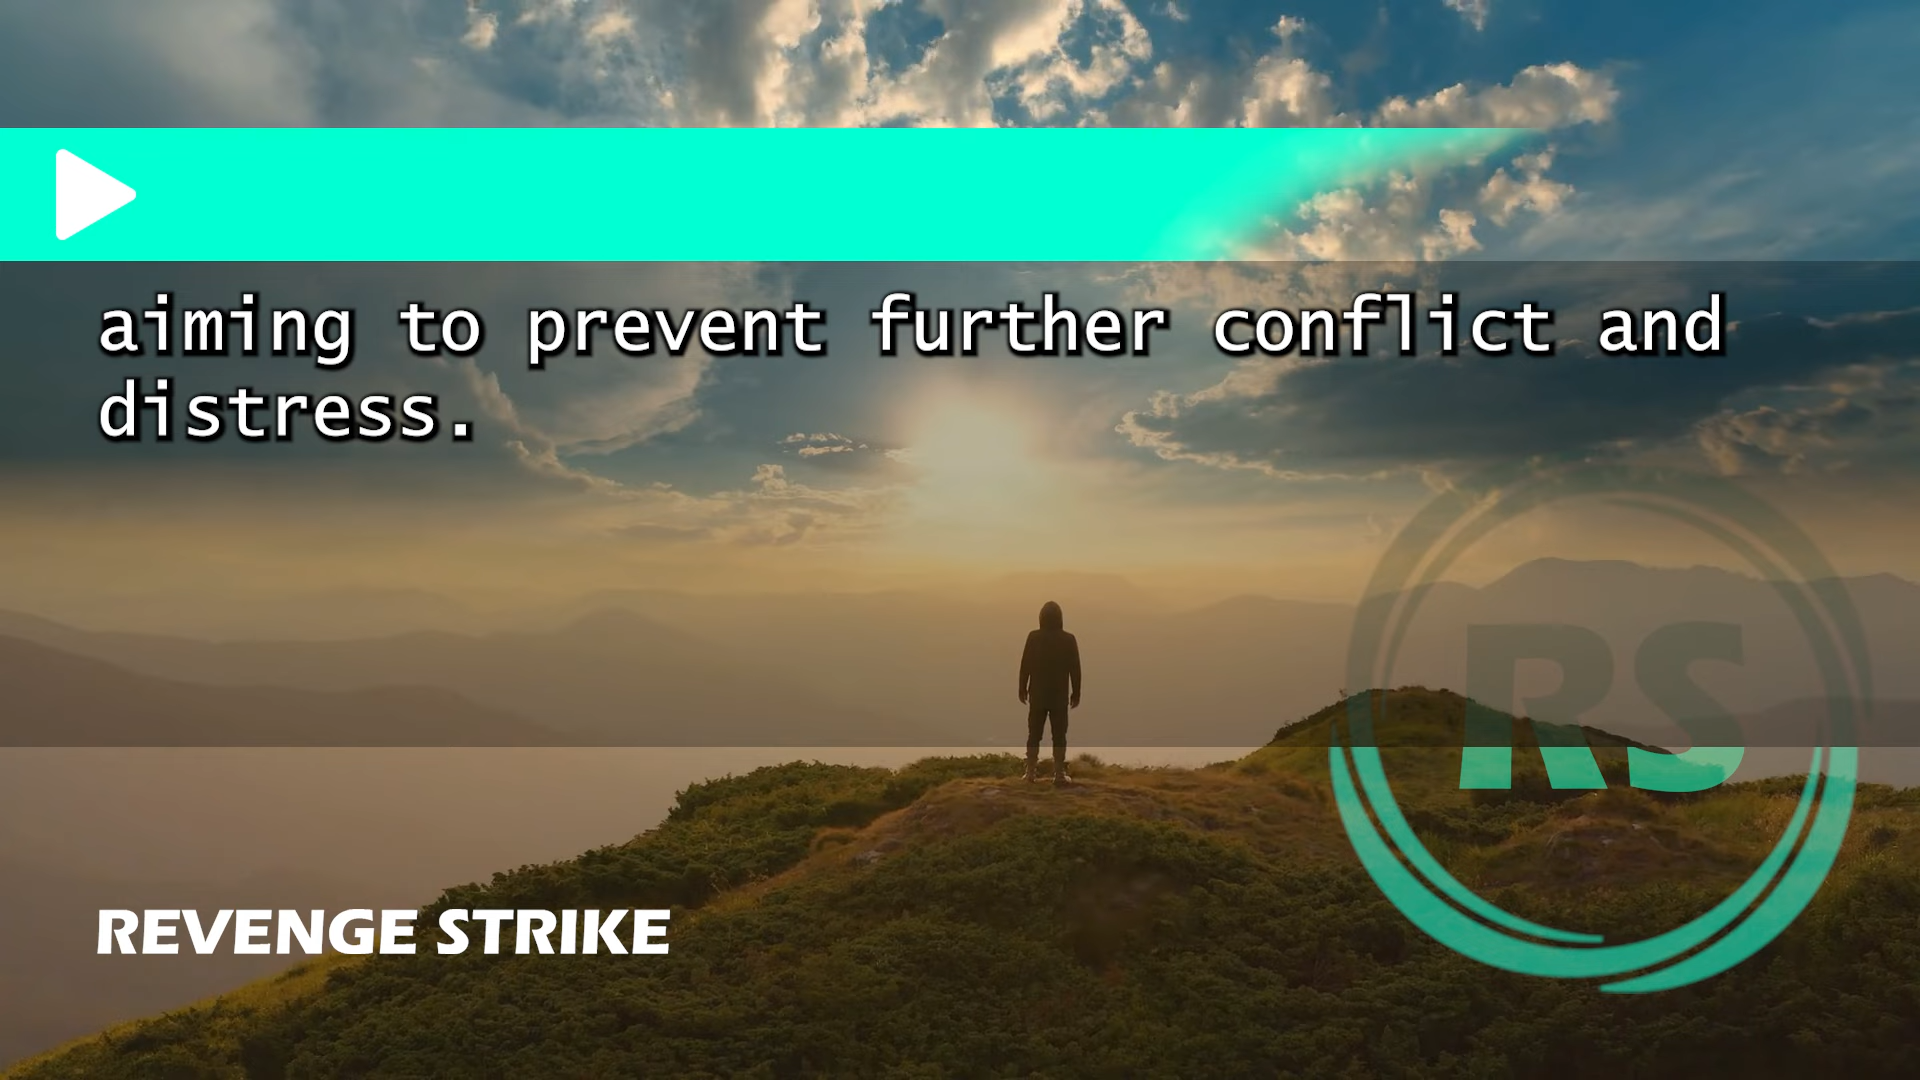 aiming to prevent further conflict and
distress.
RS
REVENGE STRIKE